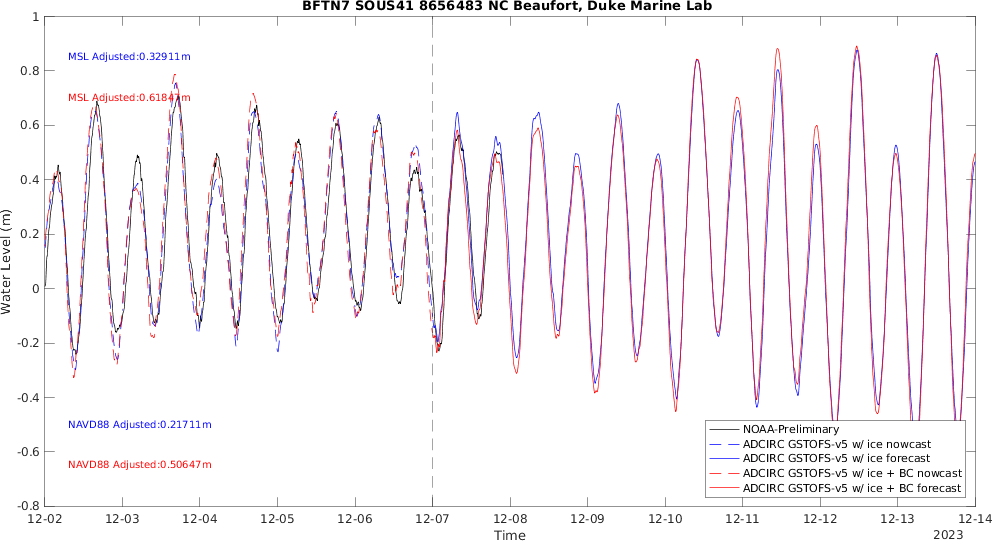 BFTN7 SOUS41 8656483 NC Beaufort, Duke Marine Lab
Water Level (m)
1
0.8
0.6
0.4
0.2
0
-0.2
-0.4
-0.6
-0.8
MSL Adjusted:0.32911m
MSL Adjusted:0.61847m
NAVD88 Adjusted:0.21711m
NAVD88 Adjusted:0.50647m
NOAA-Preliminary
ADCIRC GSTOFS-v5 w/ ice nowcast
ADCIRC GSTOFS-v5 w/ ice forecast
ADCIRC GSTOFS-v5 w/ ice + BC nowcast
ADCIRC GSTOFS-v5 w/ ice + BC forecast
12-02 12-03 12-04 12-05 12-06 12-07 12-08 12-09 12-10 12-11 12-12 12-13 12-14
Time
2023